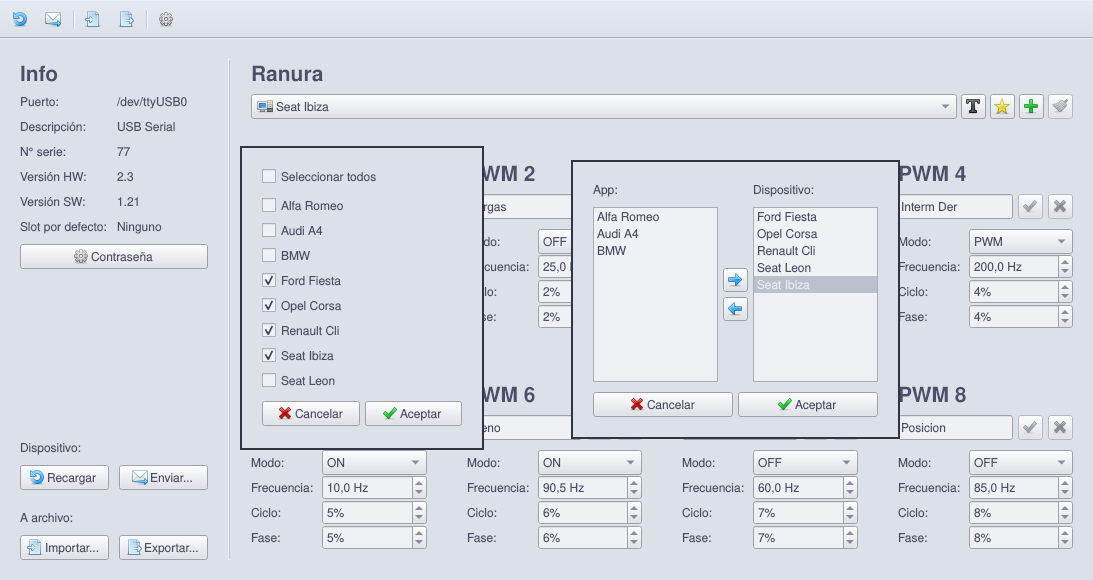 Info
Puerto: /dev/ttyUSB0
Descripción: USB Serial
Nº serie: 77
Versión HW: 2.3
Versión SW: 1.21
Slot por defecto: Ninguno
Contraseña
Dispositivo:
Recargar Enviar...
A archivo:
Importar... Exportar...
Ranura
Seat Ibiza
T
Seleccionar todos
Alfa Romeo
Audi A4
BMW
Ford Fiesta
Opel Corsa
Renault Cli
Seat Ibiza
Seat Leon
Cancelar Aceptar
WM 2
rgas
do: OFF
cuencia: 25,0
lo: 2%
se: 2%
App:
Alfa Romeo
Audi A4
BMW
Dispositivo:
Ford Fiesta
Opel Corsa
Renault Cli
Seat Leon
Seat Ibiza
Cancelar Aceptar
PWM 4
Interm Der
Modo: PWM
Frecuencia: 200,0 Hz
Ciclo: 4%
Fase: 4%
Modo: ON
Frecuencia: 10,0 Hz
Ciclo: 5%
Fase: 5%
WM 6
eno
Modo: ON
Frecuencia: 90,5 Hz
Ciclo: 6%
Fase: 6%
Modo: OFF
Frecuencia: 60,0 Hz
Ciclo: 7%
Fase: 7%
PWM 8
Posicion
Modo: OFF
Frecuencia: 85,0 Hz
Ciclo: 8%
Fase: 8%